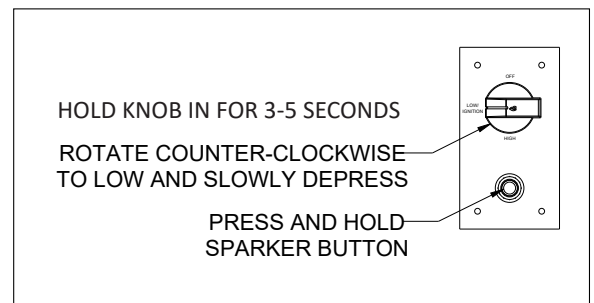 HOLD KNOB IN FOR 3-5 SECONDS
ROTATE COUNTER-CLOCKWISE
TO LOW AND SLOWLY DEPRESS
PRESS AND HOLD
SPARKER BUTTON
OFF
LOW/
IGNITION
HIGH